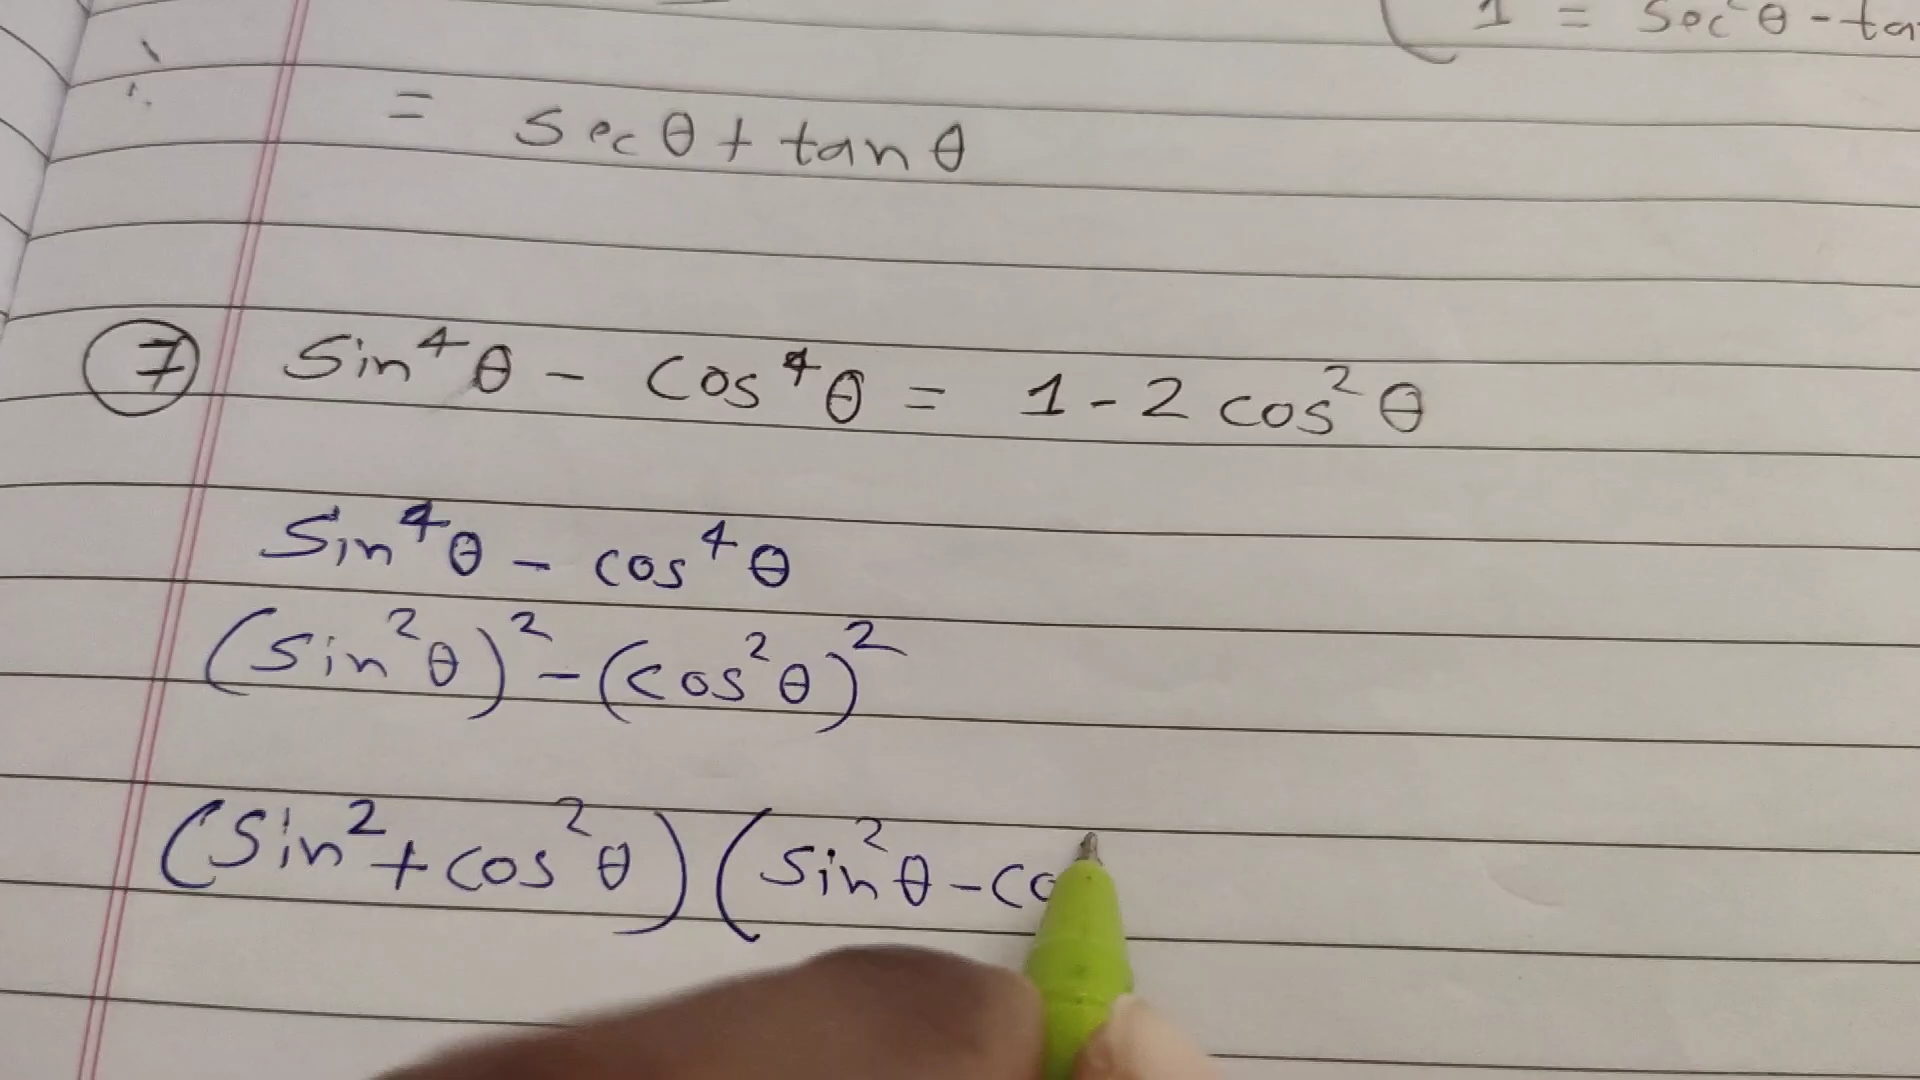 1 = Sec²θ - ta
= secθ + tanθ
7 Sin⁴θ - cos⁴θ = 1 - 2 cos²θ
Sin⁴θ - cos⁴θ
(sin²θ)² - (cos²θ)²
(Sin² + cos²θ) (sin²θ - co